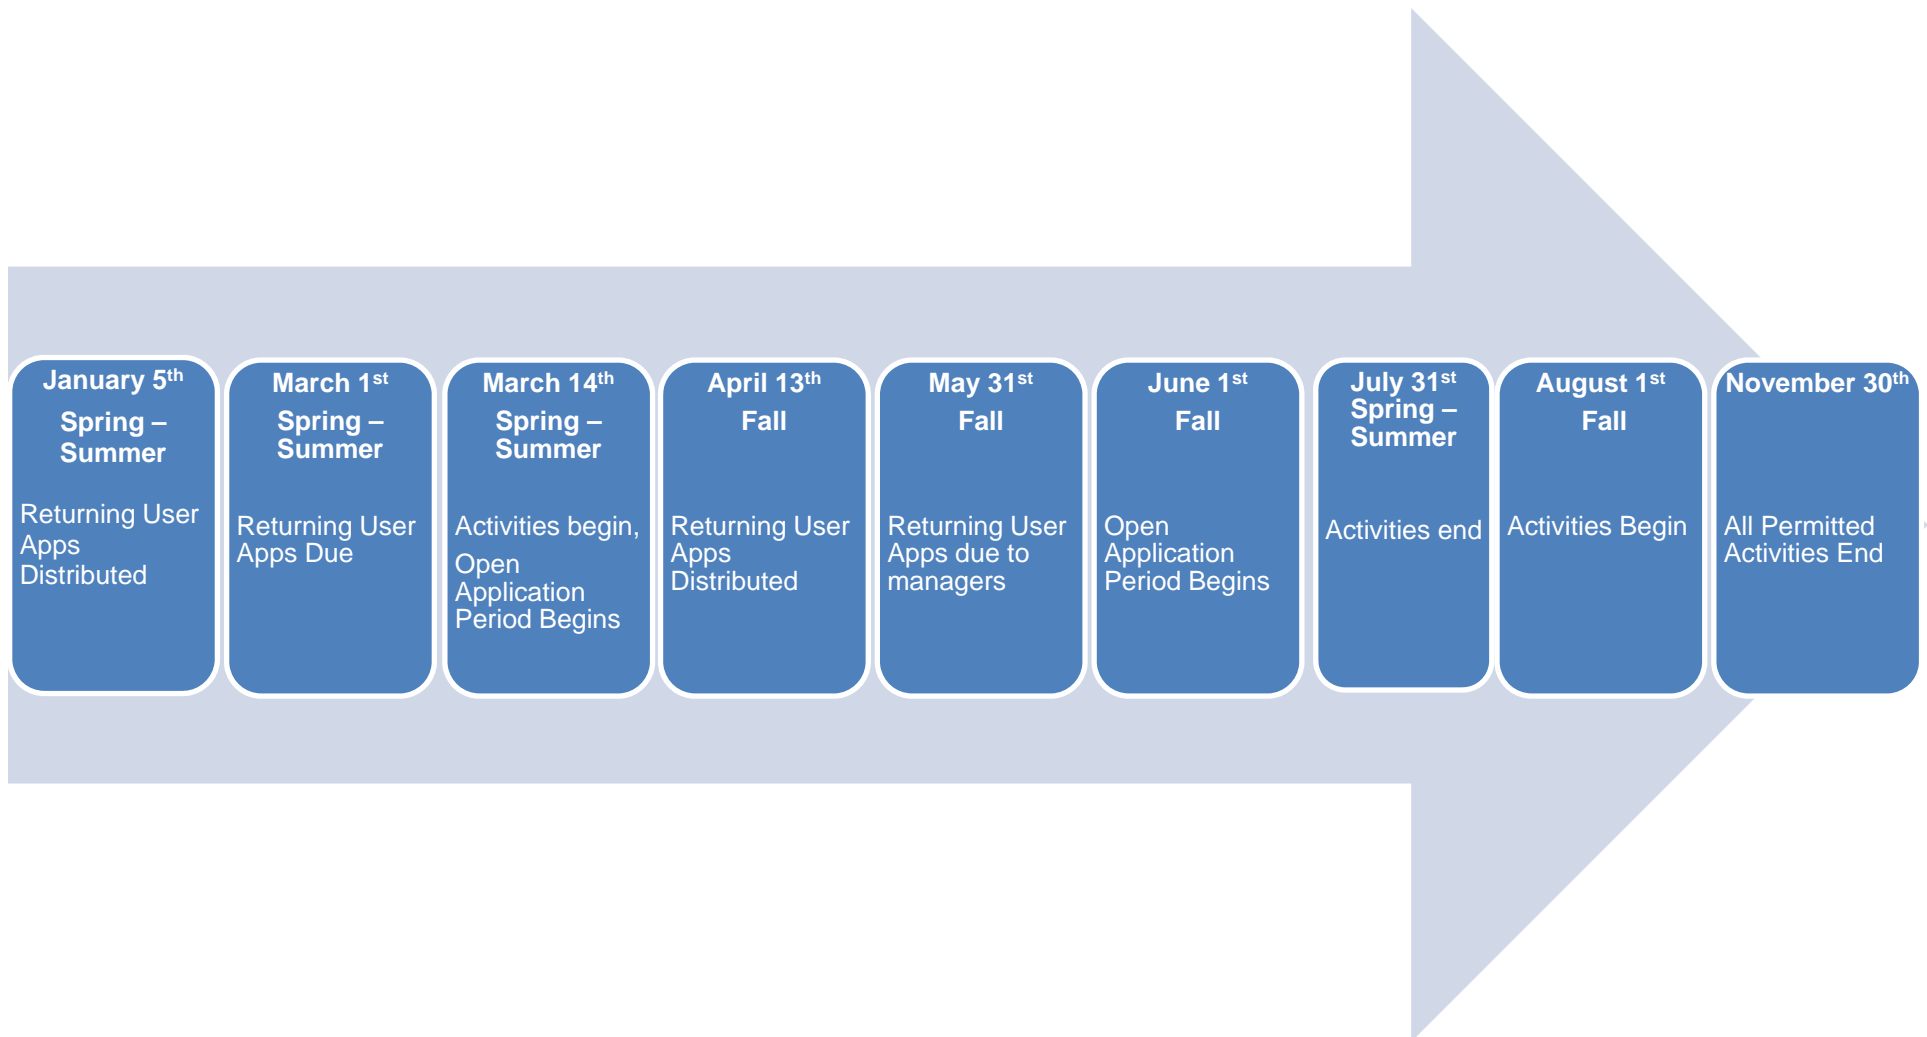 January 5th
Spring –
Summer
Returning User
Apps
Distributed
March 1st
Spring –
Summer
Returning User
Apps Due
March 14th
Spring –
Summer
Activities begin,
Open
Application
Period Begins
April 13th
Fall
Returning User
Apps
Distributed
May 31st
Fall
Returning User
Apps due to
managers
June 1st
Fall
Open
Application
Period Begins
July 31st
Spring –
Summer
Activities end
August 1st
Fall
Activities Begin
November 30th
All Permitted
Activities End